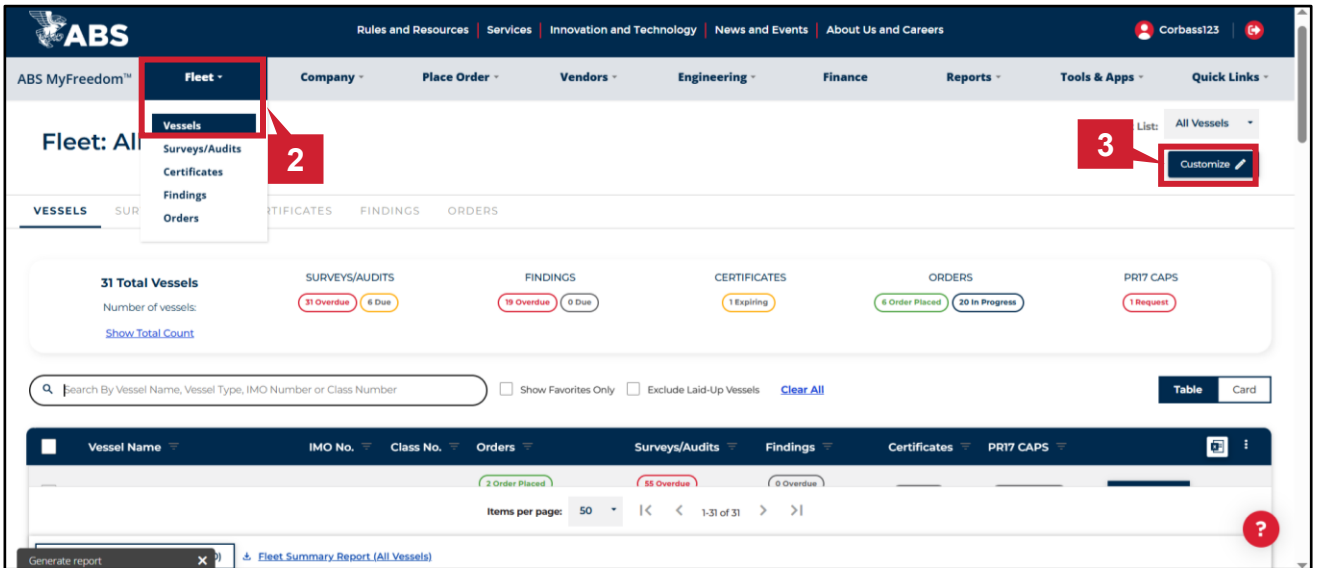 ABS
Rules and Resources | Services | Innovation and Technology | News and Events | About Us and Careers
Corbass123
ABS MyFreedom™ Fleet Company Place Order Vendors Engineering Finance Reports Tools & Apps Quick Links
Vessels
Surveys/Audits
Certificates
Findings
Orders
2
Fleet: Al
List: All Vessels
3
Customize
VESSELS SUR RTIFICATES FINDINGS ORDERS
31 Total Vessels
Number of vessels:
Show Total Count
SURVEYS/AUDITS
31 Overdue 6 Due
FINDINGS
19 Overdue 0 Due
CERTIFICATES
1 Expiring
ORDERS
6 Order Placed 20 In Progress
PR17 CAPS
1 Request
Search By Vessel Name, Vessel Type, IMO Number or Class Number
Show Favorites Only Exclude Laid-Up Vessels Clear All
Table Card
Vessel Name IMO No. Class No. Orders Surveys/Audits Findings Certificates PR17 CAPS
2 Order Placed 55 Overdue 0 Overdue
Items per page: 50 1-31 of 31
?
Generate report X
Fleet Summary Report (All Vessels)